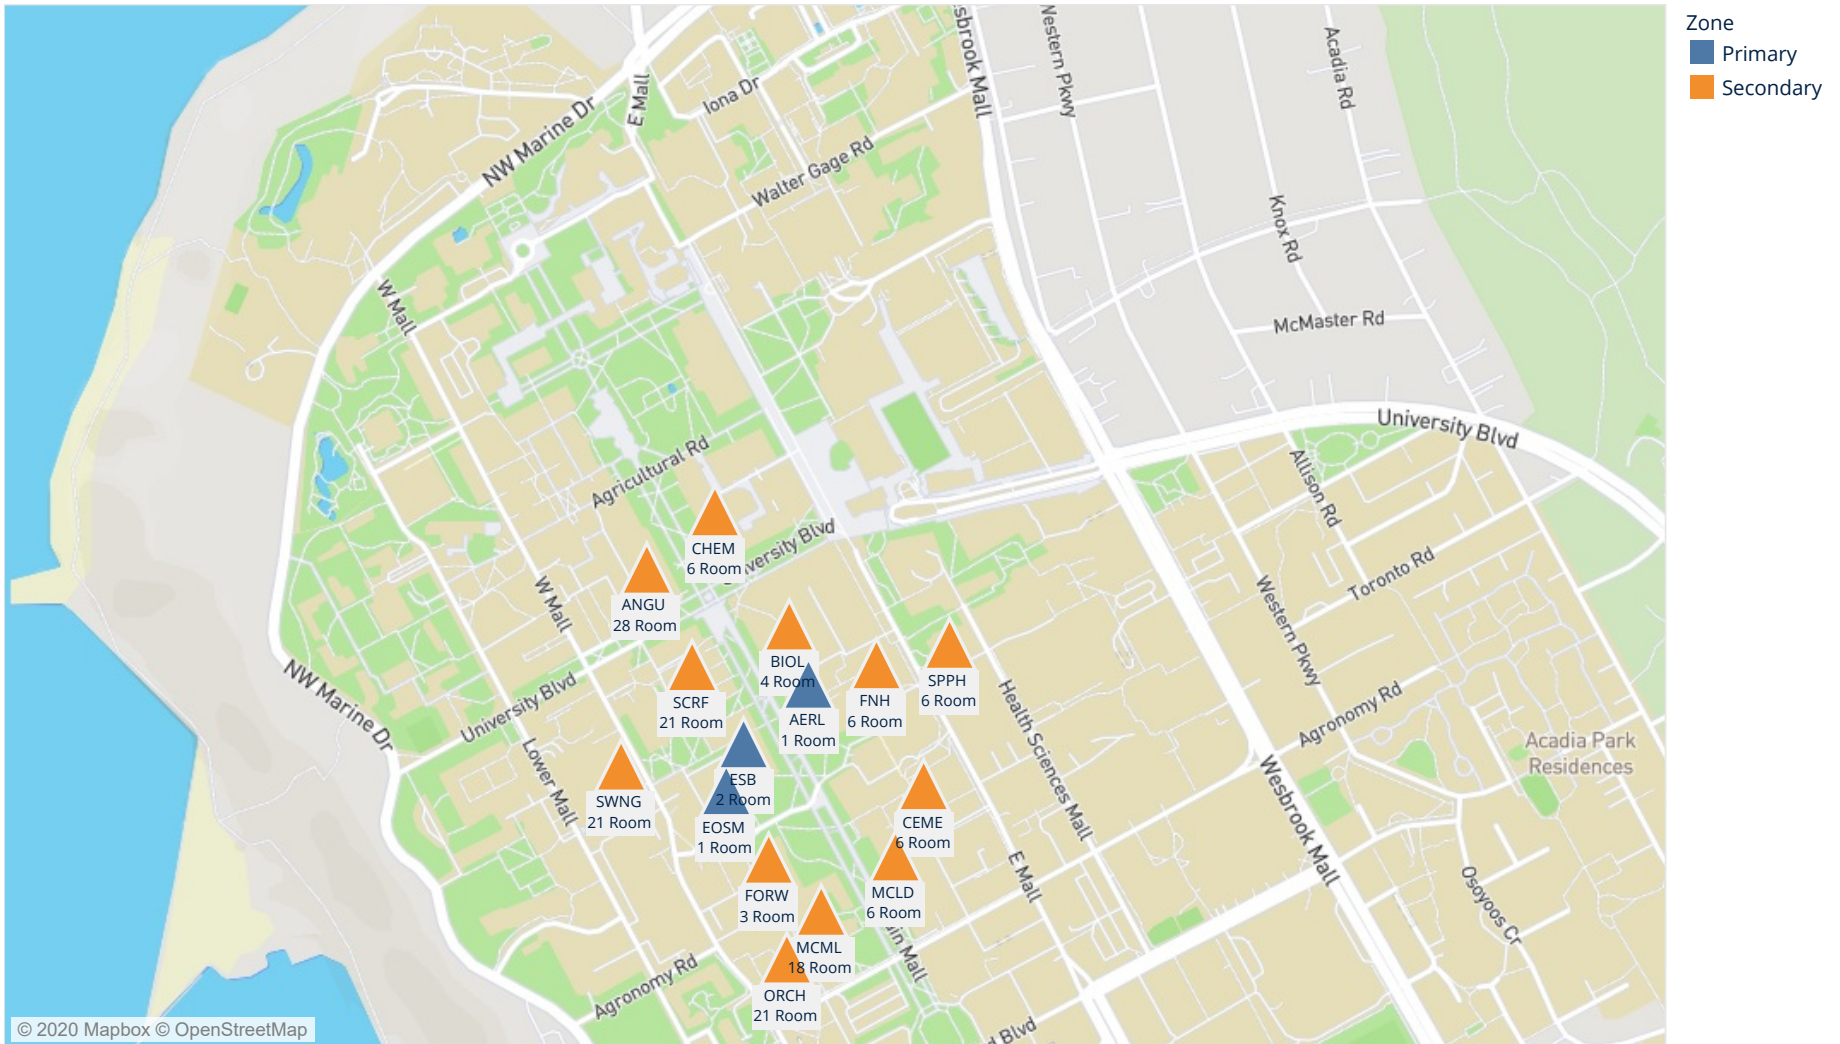 Zone
Primary
Secondary
sbrook Mall
Western Pkwy
Acadia Rd
E Mall
Iona Dr
NW Marine Dr
Walter Gage Rd
Knox Rd
W Mall
McMaster Rd
University Blvd
Agricultural Rd
Allison Rd
CHEM
6 Room
versity Blvd
Toronto Rd
W Mall
ANGU
28 Room
Western Pkwy
BIOL
4 Room
SCRF
21 Room
AERL
1 Room
FNH
6 Room
SPPH
6 Room
NW Marine Dr
University Blvd
Health Sciences Mall
Agronomy Rd
Acadia Park
Residences
Lower Mall
ESB
2 Room
SWNG
21 Room
EOSM
1 Room
CEME
6 Room
Wesbrook Mall
E Mall
FORW
3 Room
MCLD
6 Room
Osoyoos Cr
MCML
18 Room
ain Mall
Agronomy Rd
ORCH
21 Room
d Blvd
© 2020 Mapbox © OpenStreetMap